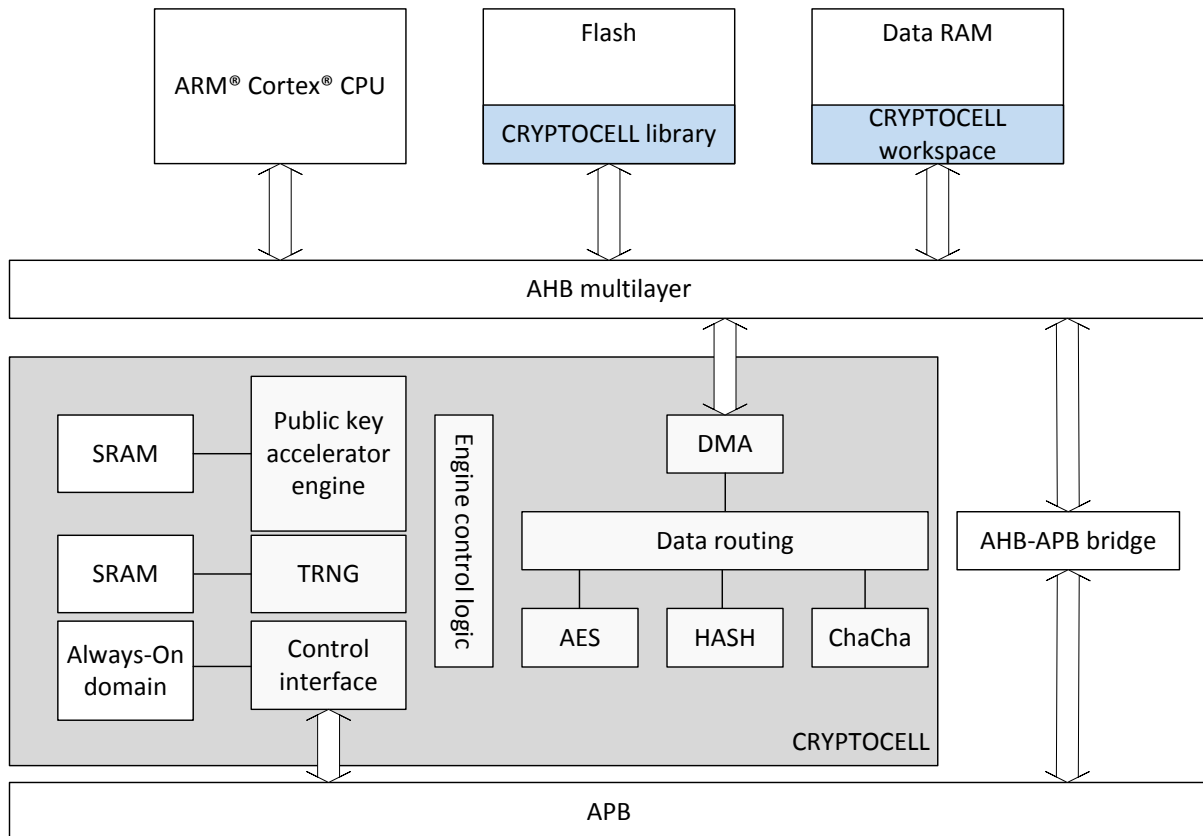 ARM® Cortex® CPU
Flash
CRYPTOCELL library
Data RAM
CRYPTOCELL
workspace
AHB multilayer
SRAM
Public key
accelerator
engine
Engine control logic
DMA
Data routing
AHB-APB bridge
SRAM
TRNG
AES
HASH
ChaCha
Always-On
domain
Control
interface
CRYPTOCELL
APB